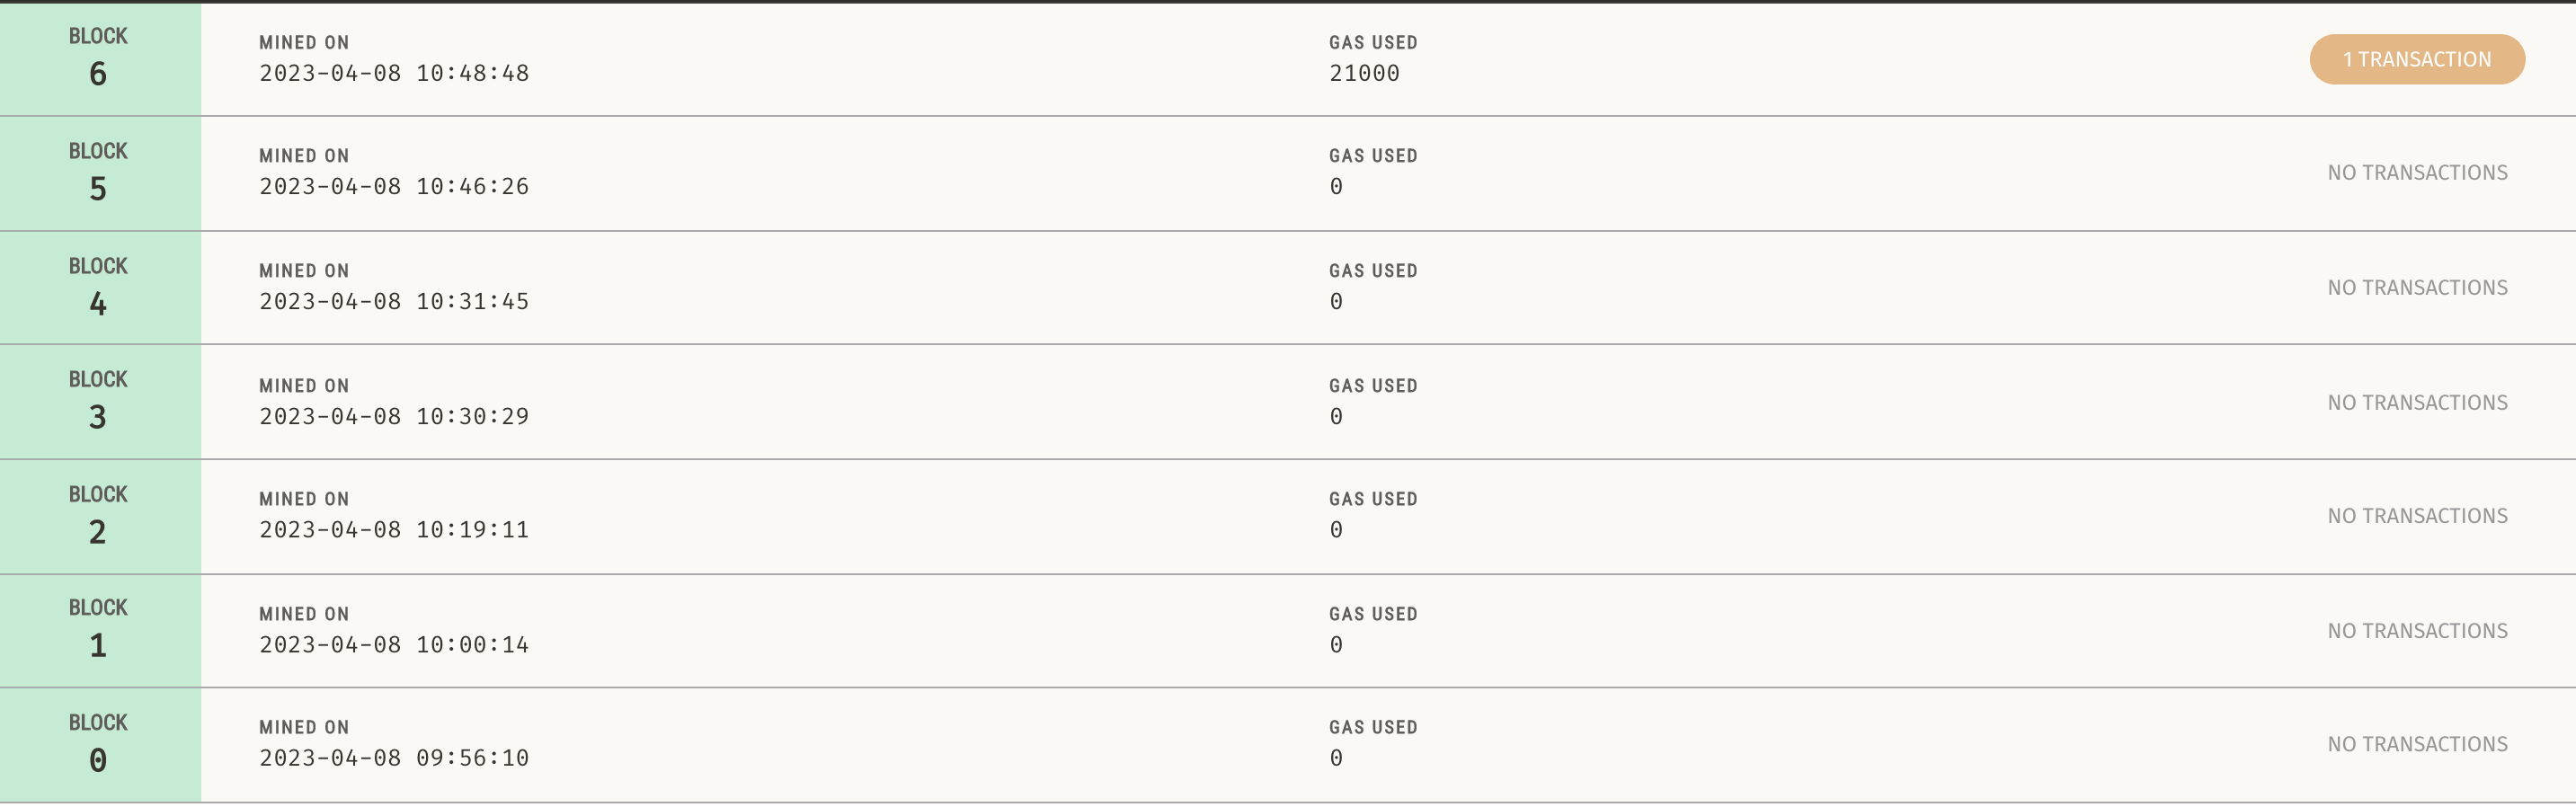 BLOCK
6
MINED ON
2023-04-08 10:48:48
GAS USED
21000
1 TRANSACTION
BLOCK
5
MINED ON
2023-04-08 10:46:26
GAS USED
0
NO TRANSACTIONS
BLOCK
4
MINED ON
2023-04-08 10:31:45
GAS USED
0
NO TRANSACTIONS
BLOCK
3
MINED ON
2023-04-08 10:30:29
GAS USED
0
NO TRANSACTIONS
BLOCK
2
MINED ON
2023-04-08 10:19:11
GAS USED
0
NO TRANSACTIONS
BLOCK
1
MINED ON
2023-04-08 10:00:14
GAS USED
0
NO TRANSACTIONS
BLOCK
0
MINED ON
2023-04-08 09:56:10
GAS USED
0
NO TRANSACTIONS